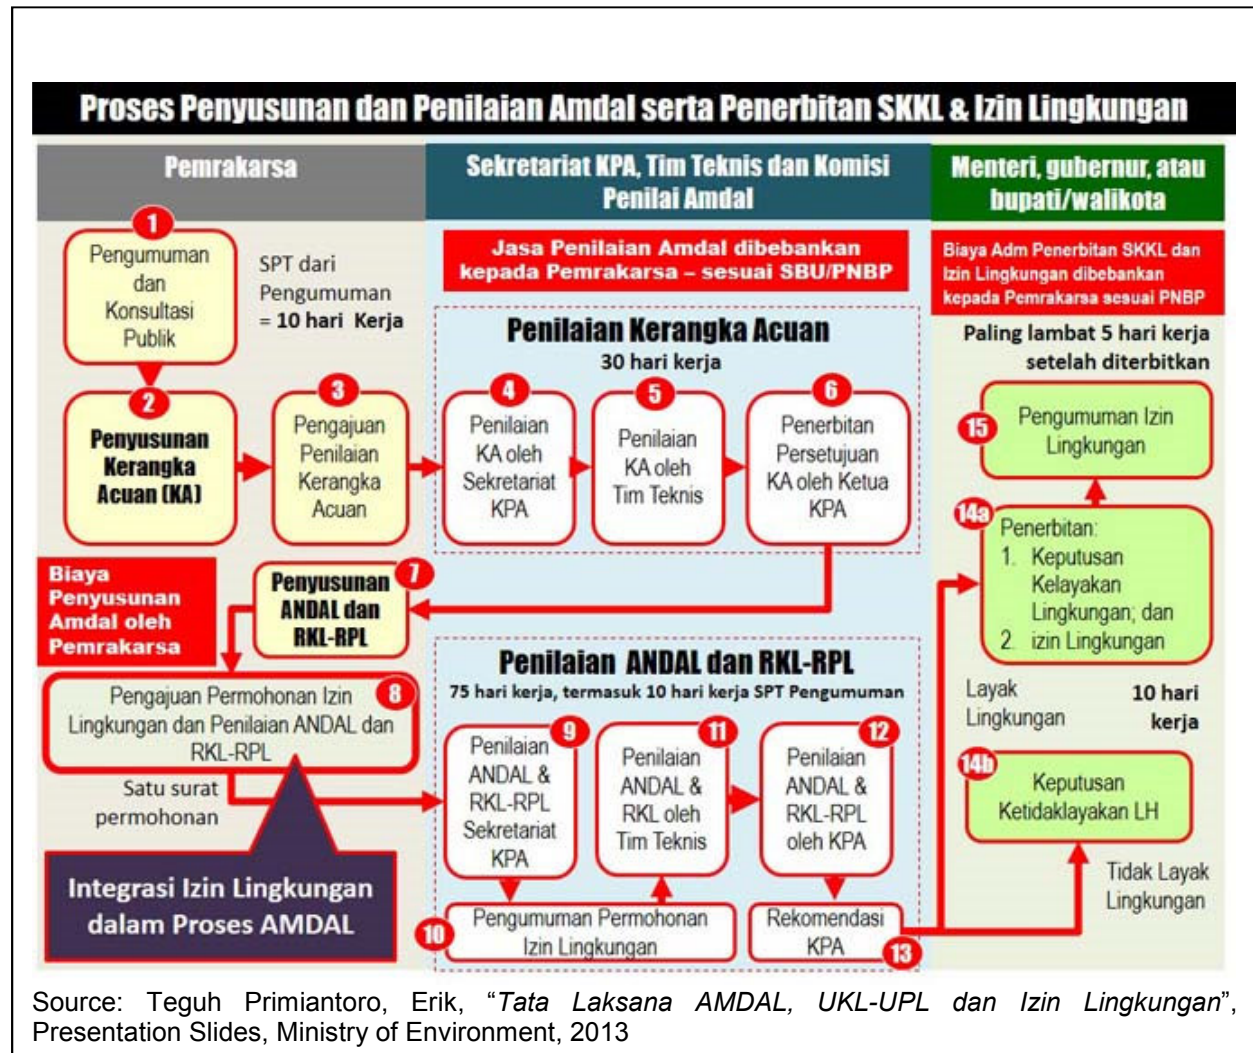 Proses Penyusunan dan Penilaian Amdal serta Penerbitan SKKL & Izin Lingkungan
Pemrakarsa
1
Pengumuman
dan
Konsultasi
Publik
SPT dari
Pengumuman
= 10 hari Kerja
2
Penyusunan
Kerangka
Acuan (KA)
3
Pengajuan
Penilaian
Kerangka
Acuan
Biaya
Penyusunan
Amdal oleh
Pemrakarsa
7
Penyusunan
ANDAL dan
RKL-RPL
8
Pengajuan Permohonan Izin
Lingkungan dan Penilaian ANDAL dan
RKL-RPL
Satu surat
permohonan
Integrasi Izin Lingkungan
dalam Proses AMDAL
Sekretariat KPA, Tim Teknis dan Komisi
Penilai Amdal
Jasa Penilaian Amdal dibebankan
kepada Pemrakarsa – sesuai SBU/PNBP
Penilaian Kerangka Acuan
30 hari kerja
4
Penilaian
KA oleh
Sekretariat
KPA
5
Penilaian
KA oleh
Tim Teknis
6
Penerbitan
Persetujuan
KA oleh Ketua
KPA
Penilaian ANDAL dan RKL-RPL
75 hari kerja, termasuk 10 hari kerja SPT Pengumuman
9
Penilaian
ANDAL &
RKL-RPL
Sekretariat
KPA
11
Penilaian
ANDAL &
RKL oleh
Tim Teknis
12
Penilaian
ANDAL &
RKL-RPL
oleh KPA
10
Pengumuman Permohonan
Izin Lingkungan
Rekomendasi
KPA
13
Menteri, gubernur, atau
bupati/walikota
Biaya Adm Penerbitan SKKL dan
Izin Lingkungan dibebankan
kepada Pemrakarsa sesuai PNBP
Paling lambat 5 hari kerja
setelah diterbitkan
15
Pengumuman Izin
Lingkungan
14a
Penerbitan:
1. Keputusan
Kelayakan
Lingkungan; dan
2. izin Lingkungan
Layak
Lingkungan
10 hari
kerja
14b
Keputusan
Ketidaklayakan LH
Tidak Layak
Lingkungan
Source: Teguh Primiantoro, Erik, “Tata Laksana AMDAL, UKL-UPL dan Izin Lingkungan”,
Presentation Slides, Ministry of Environment, 2013